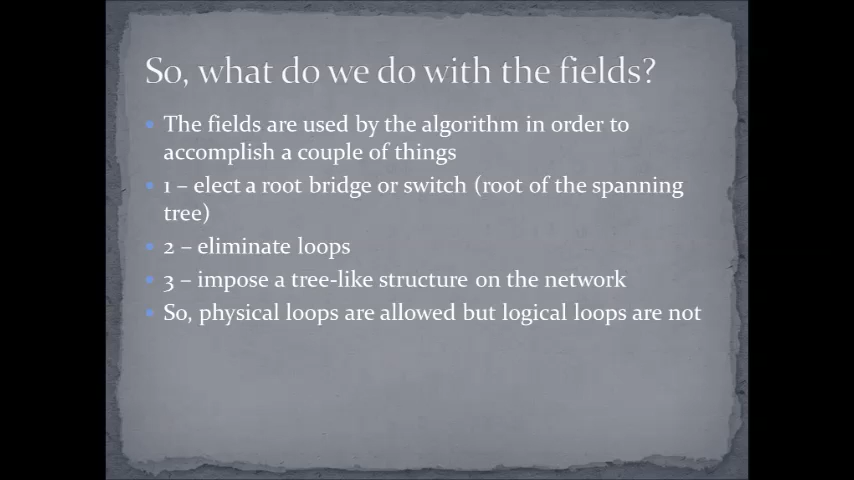 So, what do we do with the fields?
• The fields are used by the algorithm in order to
accomplish a couple of things
• 1 – elect a root bridge or switch (root of the spanning
tree)
• 2 – eliminate loops
• 3 – impose a tree-like structure on the network
• So, physical loops are allowed but logical loops are not